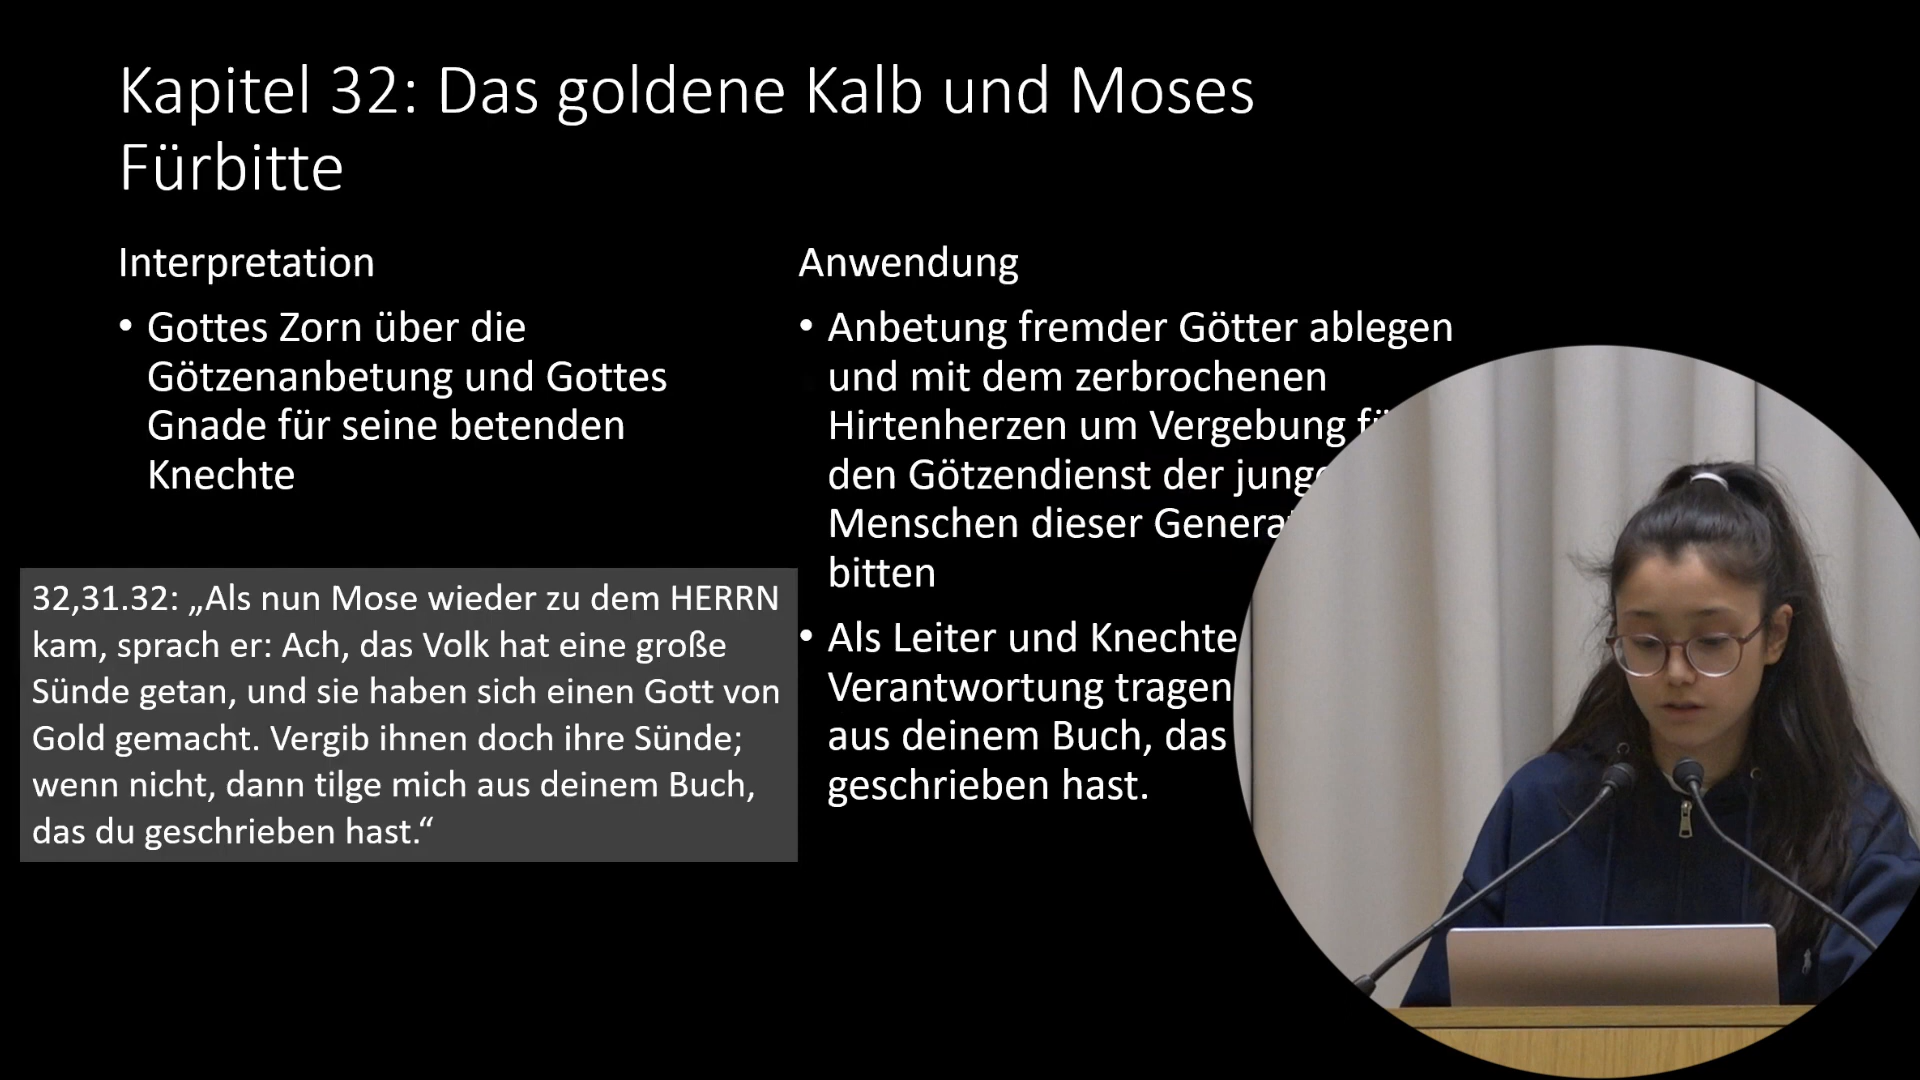 Kapitel 32: Das goldene Kalb und Moses
Fürbitte
Interpretation
• Gottes Zorn über die
Götzenanbetung und Gottes
Gnade für seine betenden
Knechte
32,31.32: „Als nun Mose wieder zu dem HERRN
kam, sprach er: Ach, das Volk hat eine große
Sünde getan, und sie haben sich einen Gott von
Gold gemacht. Vergib ihnen doch ihre Sünde;
wenn nicht, dann tilge mich aus deinem Buch,
das du geschrieben hast.“
Anwendung
• Anbetung fremder Götter ablegen
und mit dem zerbrochenen
Hirtenherzen um Vergebung
den Götzendienst der
Menschen dieser
bitten
• Als Leiter und Knechte
Verantwortung tragen
aus deinem Buch, das
geschrieben hast.